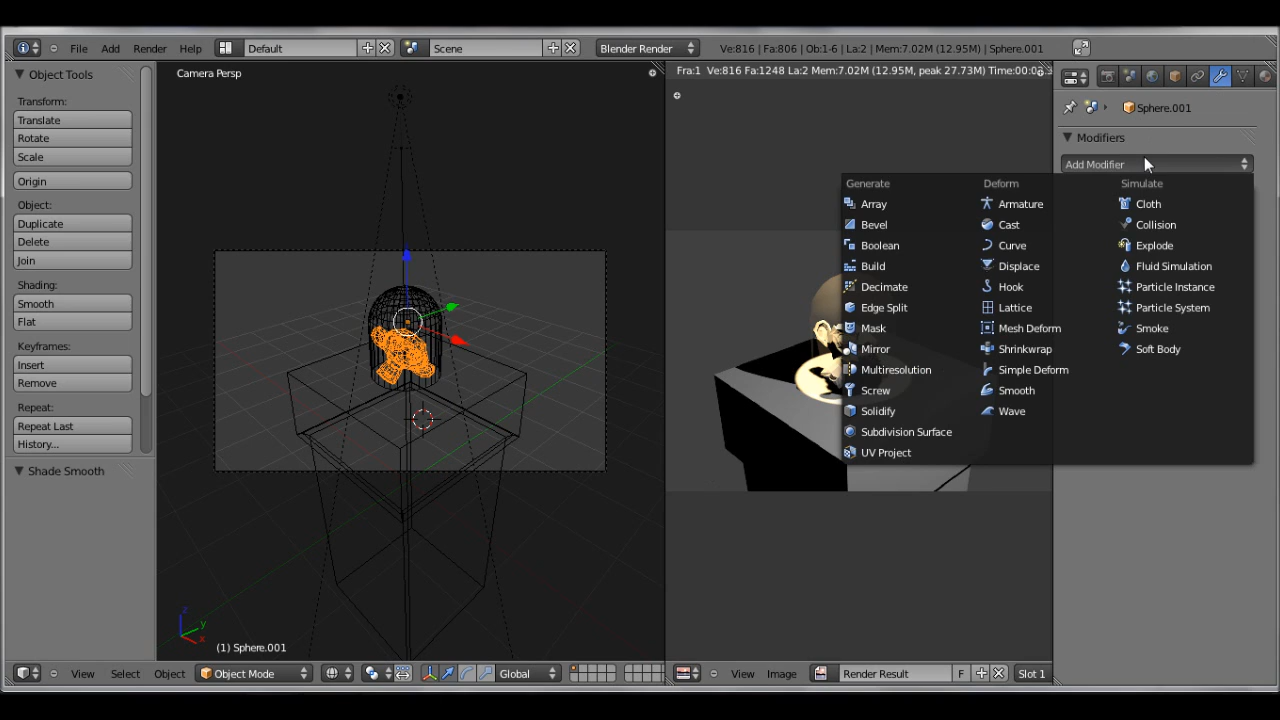 File Add Render Help Default Scene Blender Render Ve:816 | Fa:806 | Ob:1-6 | La:2 | Mem:7.02M (12.95M) | Sphere.001
Object Tools
Transform:
Translate
Rotate
Scale
Origin
Object:
Duplicate
Delete
Join
Shading:
Smooth
Flat
Keyframes:
Insert
Remove
Repeat:
Repeat Last
History...
Shade Smooth
Camera Persp
z
y
x
(1) Sphere.001
View Select Object Object Mode Global
Fra:1 Ve:816 Fa:1248 La:2 Mem:7.02M (12.95M, peak 27.73M)
View Image Render Result F Slot 1
Sphere.001
Modifiers
Add Modifier
Generate
Array
Bevel
Boolean
Build
Decimate
Edge Split
Mask
Mirror
Multiresolution
Screw
Solidify
Subdivision Surface
UV Project
Deform
Armature
Cast
Curve
Displace
Hook
Lattice
Mesh Deform
Shrinkwrap
Simple Deform
Smooth
Wave
Simulate
Cloth
Collision
Explode
Fluid Simulation
Particle Instance
Particle System
Smoke
Soft Body